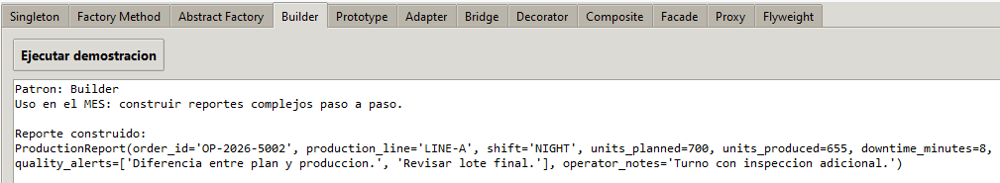 Singleton Factory Method Abstract Factory Builder Prototype Adapter Bridge Decorator Composite Facade Proxy Flyweight
Ejecutar demostracion
Patron: Builder
Uso en el MES: construir reportes complejos paso a paso.
Reporte construido:
ProductionReport(order_id='OP-2026-5002', production_line='LINE-A', shift='NIGHT', units_planned=700, units_produced=655, downtime_minutes=8,
quality_alerts=['Diferencia entre plan y produccion.', 'Revisar lote final.'], operator_notes='Turno con inspeccion adicional.')